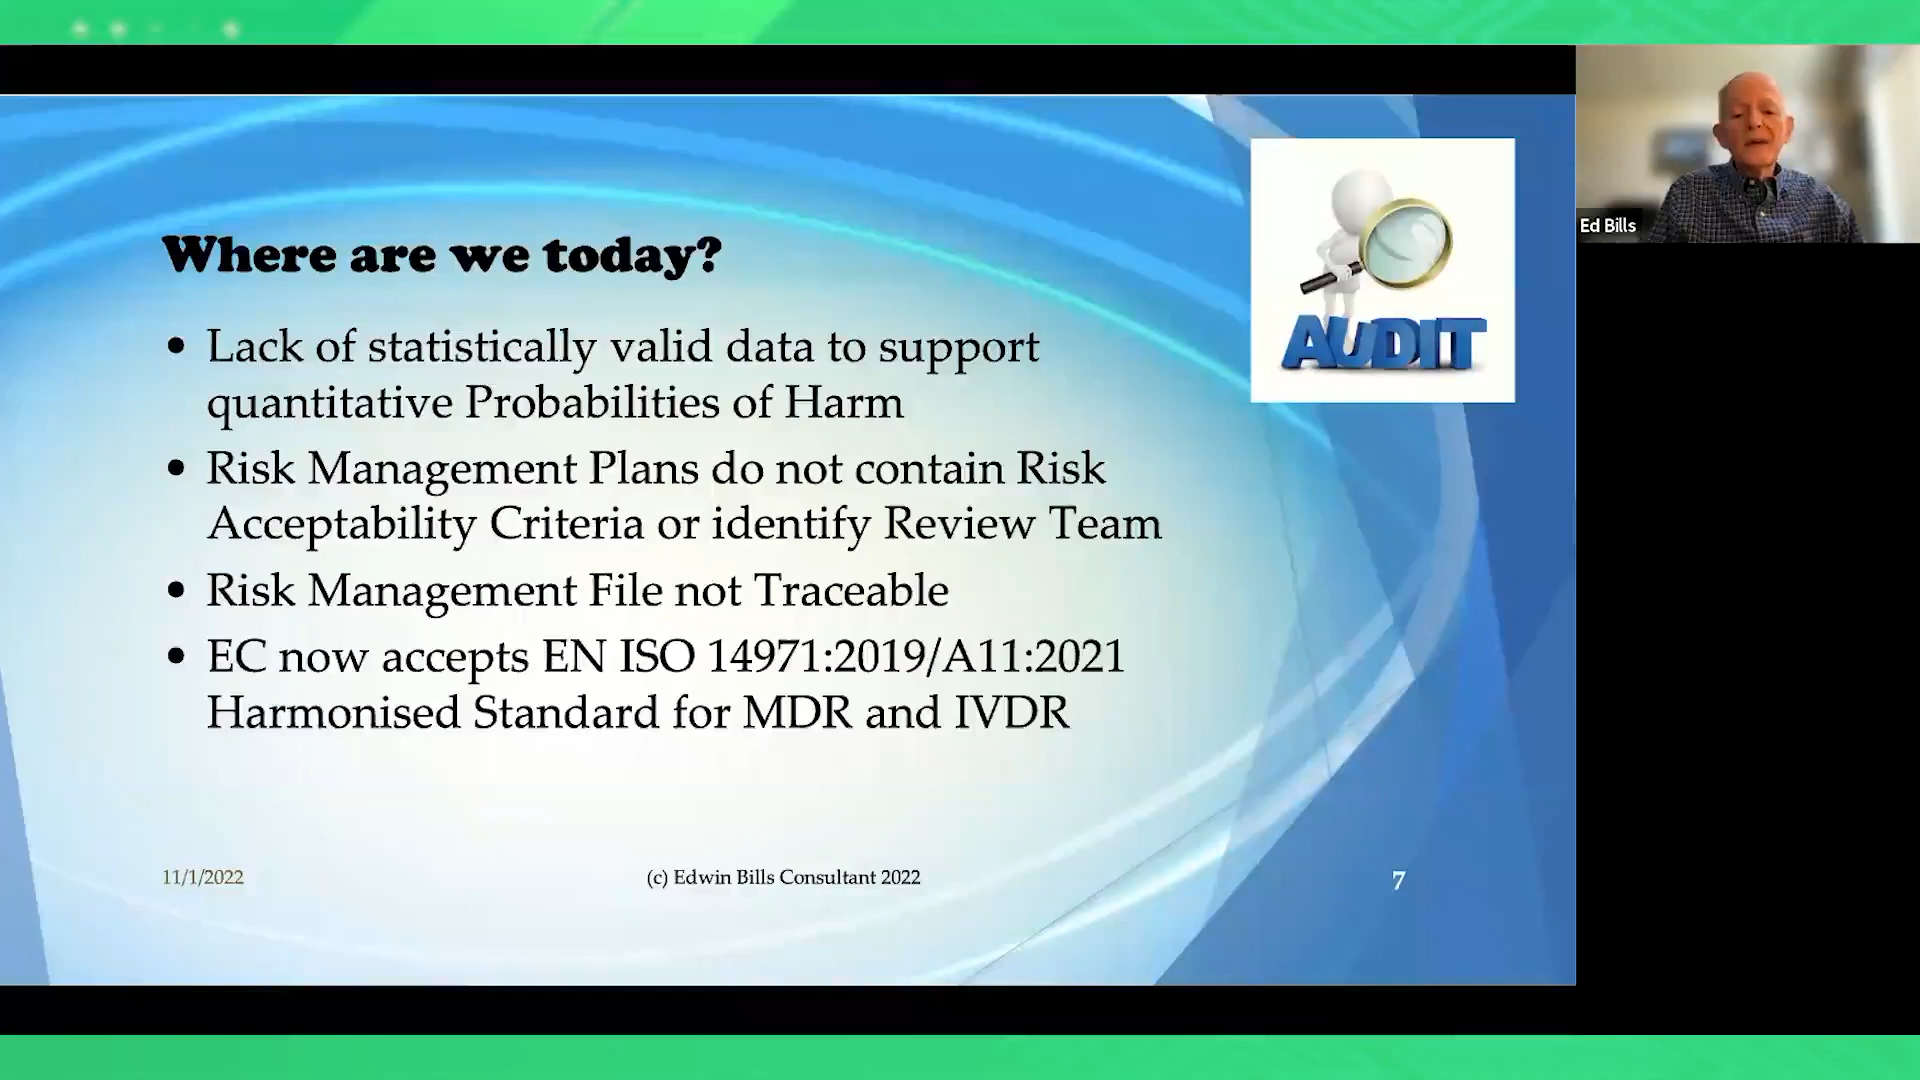 Where are we today?
• Lack of statistically valid data to support
quantitative Probabilities of Harm
• Risk Management Plans do not contain Risk
Acceptability Criteria or identify Review Team
• Risk Management File not Traceable
• EC now accepts EN ISO 14971:2019/A11:2021
Harmonised Standard for MDR and IVDR
AUDIT
11/1/2022
(c) Edwin Bills Consultant 2022
7
Ed Bills